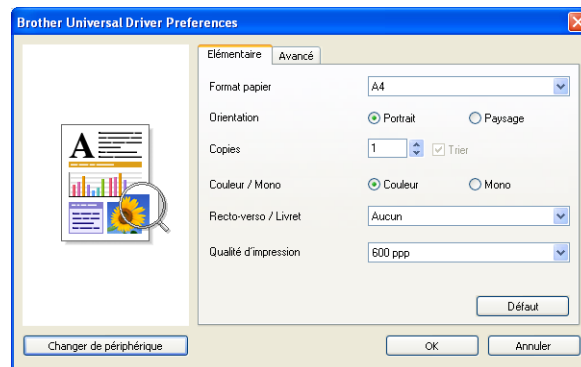 Brother Universal Driver Preferences
Elémentaire Avancé
Format papier A4
Orientation Portrait Paysage
Copies 1 Trier
Couleur / Mono Couleur Mono
Recto-verso / Livret Aucun
Qualité d'impression 600 ppp
Défaut
Changer de périphérique OK Annuler
A